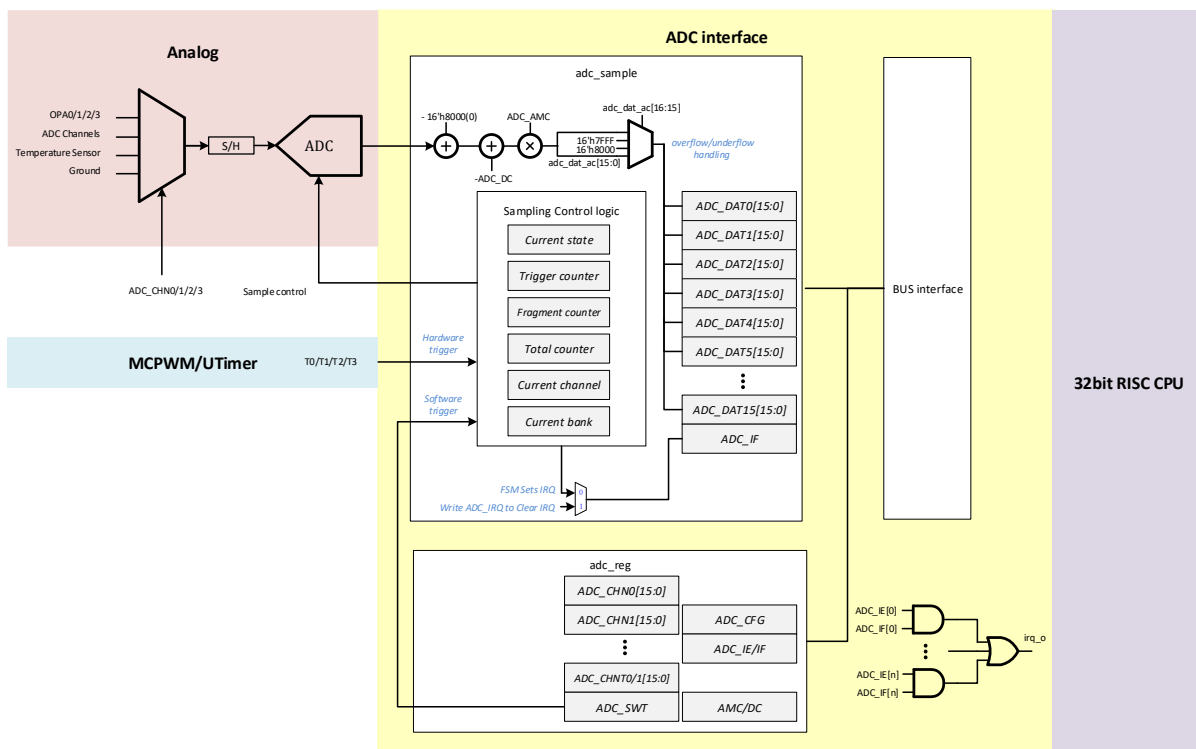 Analog
ADC interface
32bit RISC CPU
adc_sample
OPA0/1/2/3
ADC Channels
Temperature Sensor
Ground
S/H
ADC
ADC_CHN0/1/2/3
Sample control
- 16'h8000(0)
-ADC_DC
ADC_AMC
adc_dat_ac[16:15]
16'h7FFF
16'h8000
adc_dat_ac[15:0]
overflow/underflow
handling
Sampling Control logic
Current state
Trigger counter
Fragment counter
Total counter
Current channel
Current bank
ADC_DAT0[15:0]
ADC_DAT1[15:0]
ADC_DAT2[15:0]
ADC_DAT3[15:0]
ADC_DAT4[15:0]
ADC_DAT5[15:0]
ADC_DAT15[15:0]
ADC_IF
BUS interface
MCPWM/UTimer
T0/T1/T2/T3
Hardware
trigger
Software
trigger
FSM Sets IRQ
Write ADC_IRQ to Clear IRQ
0
1
adc_reg
ADC_CHN0[15:0]
ADC_CHN1[15:0]
ADC_CFG
ADC_IE/IF
ADC_CHNT0/1[15:0]
ADC_SWT
AMC/DC
ADC_IE[0]
ADC_IF[0]
ADC_IE[n]
ADC_IF[n]
irq_o